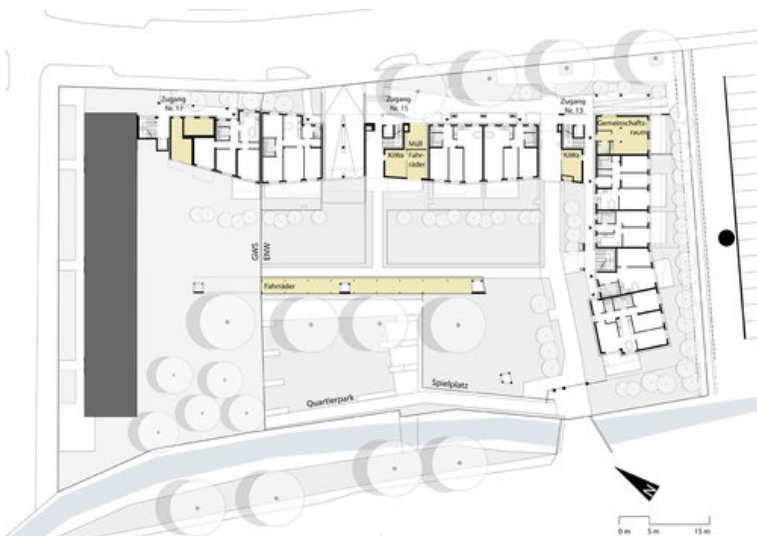 Zugang
Nr. 17
Zugang
Nr. 15
Zugang
Nr. 13
Gemeinschafts-
raum
Müll
KiWa
Fahr-
räder
KiWa
GWS
ENW
Fahrräder
Spielplatz
Quartierpark
N
0 m 5 m 15 m